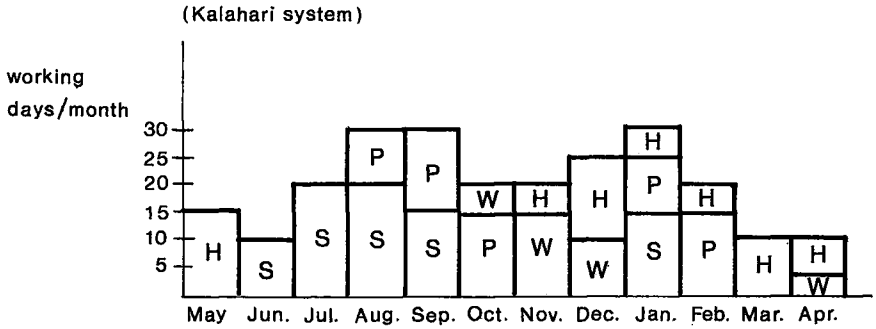 (Kalahari system)
working
days/month
30
25
20
15
10
5
H
S
S
P
S
P
S
W
P
H
W
H
W
H
P
S
H
P
H
H
W
May Jun. Jul. Aug. Sep. Oct. Nov. Dec. Jan. Feb. Mar. Apr.